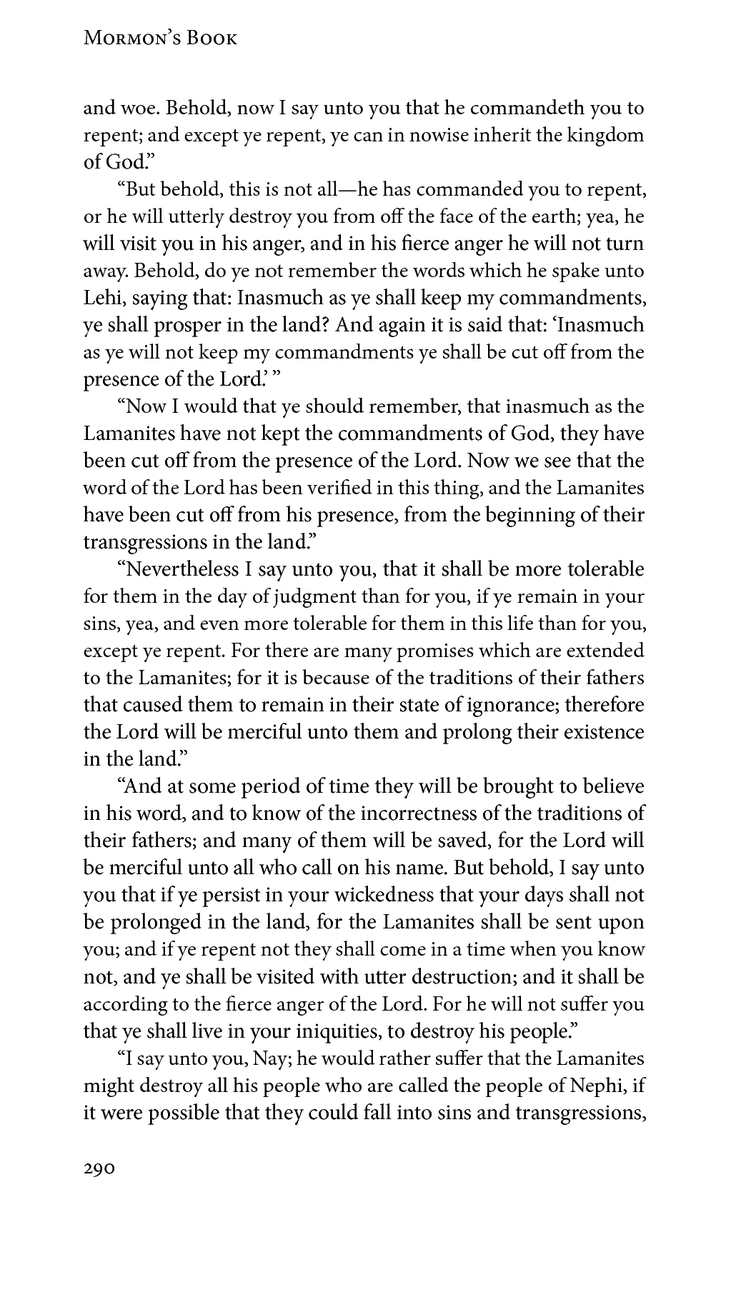 Mormon’s Book
and woe. Behold, now I say unto you that he commandeth you to
repent; and except ye repent, ye can in nowise inherit the kingdom
of God.”
“But behold, this is not all—he has commanded you to repent,
or he will utterly destroy you from off the face of the earth; yea, he
will visit you in his anger, and in his fierce anger he will not turn
away. Behold, do ye not remember the words which he spake unto
Lehi, saying that: Inasmuch as ye shall keep my commandments,
ye shall prosper in the land? And again it is said that: ‘Inasmuch
as ye will not keep my commandments ye shall be cut off from the
presence of the Lord.’ ”
“Now I would that ye should remember, that inasmuch as the
Lamanites have not kept the commandments of God, they have
been cut off from the presence of the Lord. Now we see that the
word of the Lord has been verified in this thing, and the Lamanites
have been cut off from his presence, from the beginning of their
transgressions in the land.”
“Nevertheless I say unto you, that it shall be more tolerable
for them in the day of judgment than for you, if ye remain in your
sins, yea, and even more tolerable for them in this life than for you,
except ye repent. For there are many promises which are extended
to the Lamanites; for it is because of the traditions of their fathers
that caused them to remain in their state of ignorance; therefore
the Lord will be merciful unto them and prolong their existence
in the land.”
“And at some period of time they will be brought to believe
in his word, and to know of the incorrectness of the traditions of
their fathers; and many of them will be saved, for the Lord will
be merciful unto all who call on his name. But behold, I say unto
you that if ye persist in your wickedness that your days shall not
be prolonged in the land, for the Lamanites shall be sent upon
you; and if ye repent not they shall come in a time when you know
not, and ye shall be visited with utter destruction; and it shall be
according to the fierce anger of the Lord. For he will not suffer you
that ye shall live in your iniquities, to destroy his people.”
“I say unto you, Nay; he would rather suffer that the Lamanites
might destroy all his people who are called the people of Nephi, if
it were possible that they could fall into sins and transgressions,
290